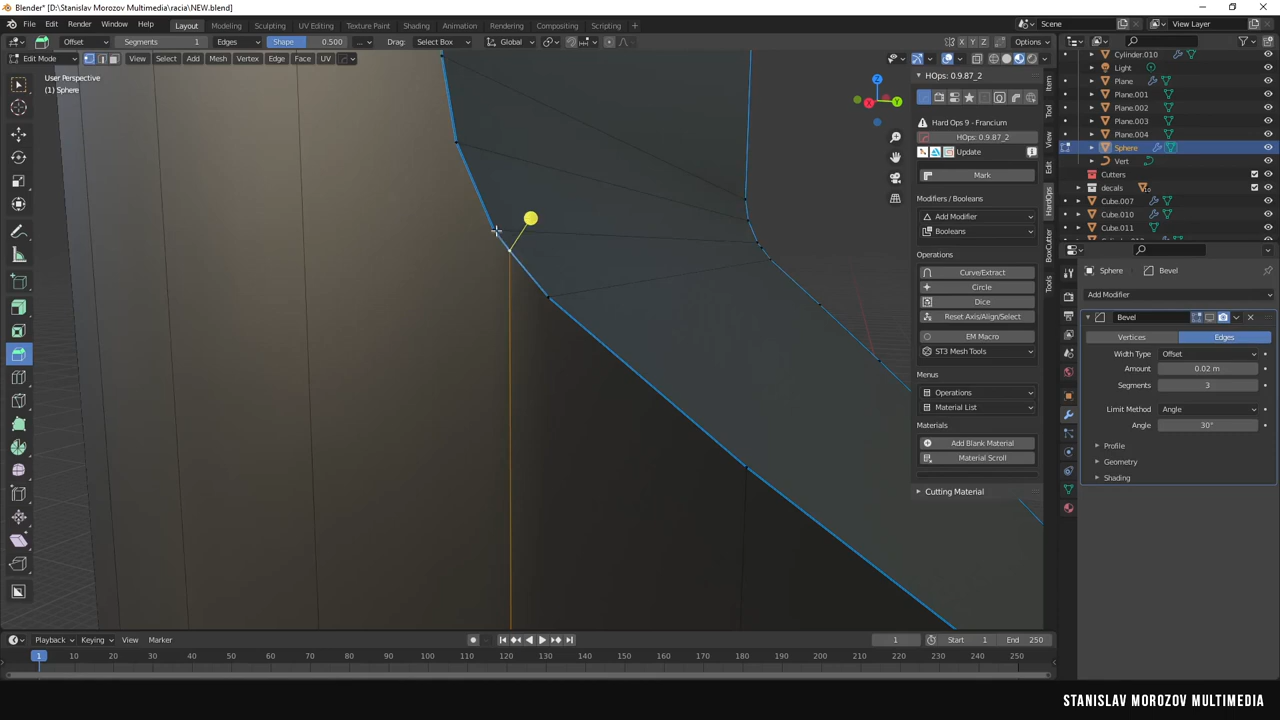 Blender* [D:\Stanislav Morozov Multimedia\racia\NEW.blend]
File Edit Render Window Help Layout Modeling Sculpting UV Editing Texture Paint Shading Animation Rendering Compositing Scripting + Scene View Layer
Offset Segments 1 Edges Shape 0.500 ... Drag: Select Box Global X Y Z Options
Edit Mode View Select Add Mesh Vertex Edge Face UV
User Perspective
(1) Sphere
Z
X
Y
HOps: 0.9.87_2
Hard Ops 9 - Francium
HOps: 0.9.87_2
Update
Mark
Modifiers / Booleans
Add Modifier
Booleans
Operations
Curve/Extract
Circle
Dice
Reset Axis/Align/Select
EM Macro
ST3 Mesh Tools
Menus
Operations
Material List
Materials
Add Blank Material
Material Scroll
Cutting Material
Item
Tool
View
Edit
HardOps
BoxCutter
Tools
Cylinder.010
Light
Plane
Plane.001
Plane.002
Plane.003
Plane.004
Sphere
Vert
Cutters
decals
Cube.007
Cube.010
Cube.011
Sphere Bevel
Add Modifier
Bevel
Vertices Edges
Width Type Offset
Amount 0.02 m
Segments 3
Limit Method Angle
Angle 30°
Profile
Geometry
Shading
Playback Keying View Marker 1 Start 1 End 250
1 10 20 30 40 50 60 70 80 90 100 110 120 130 140 150 160 170 180 190 200 210 220 230 240 250
STANISLAV MOROZOV MULTIMEDIA